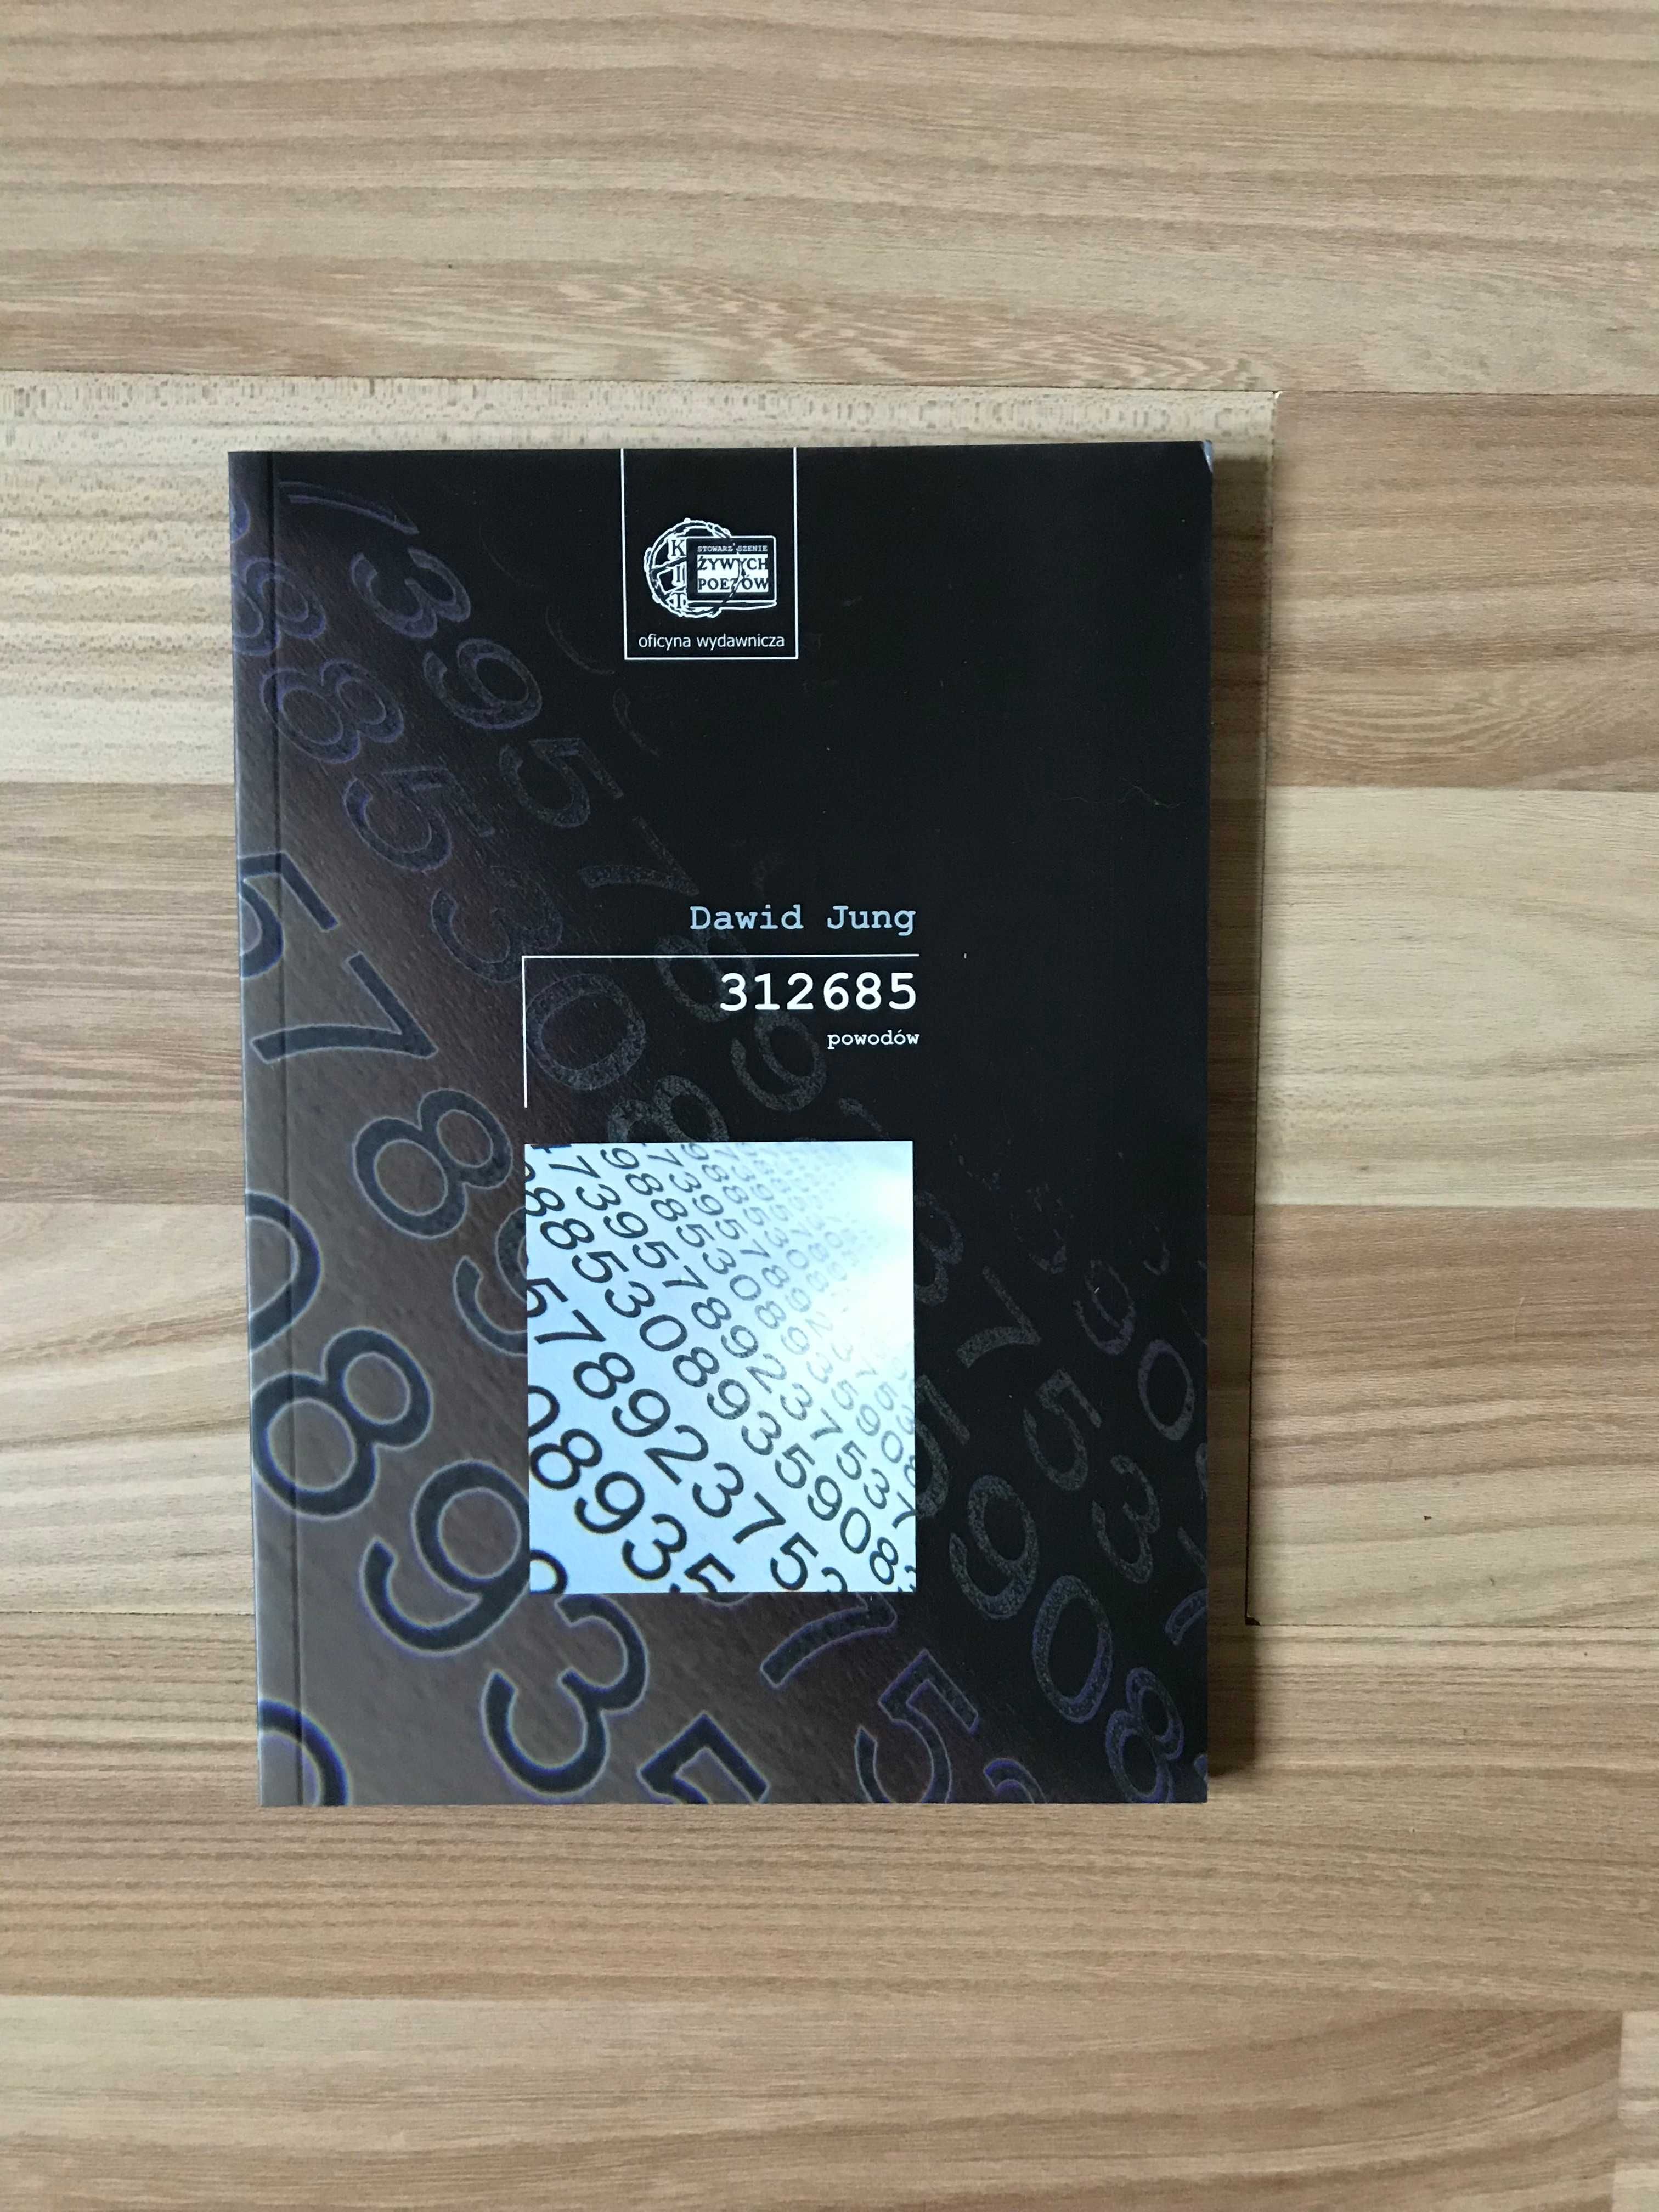 K
I
T
STOWARZYSZENIE
ŻYWYCH
POETÓW
oficyna wydawnicza
Dawid Jung
312685
powodów